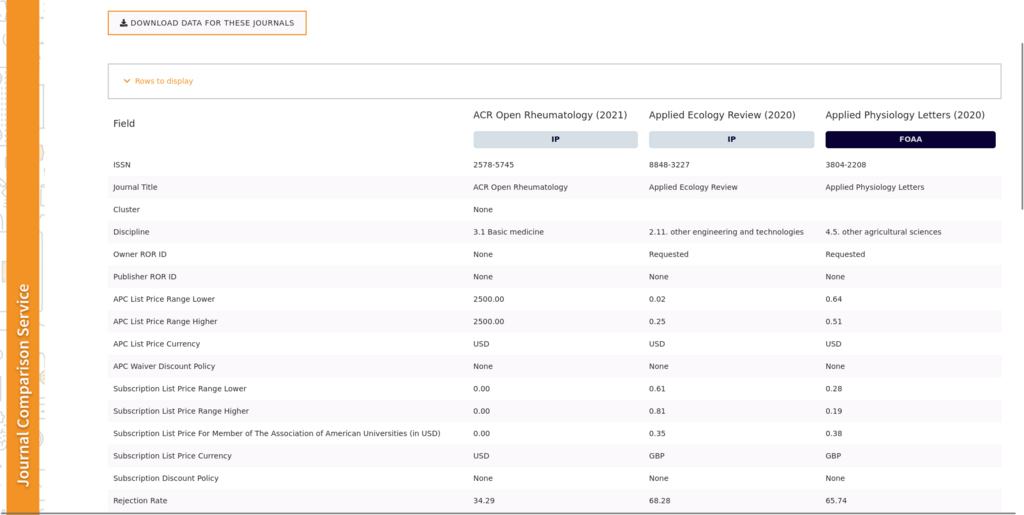 DOWNLOAD DATA FOR THESE JOURNALS
Rows to display
Field ACR Open Rheumatology (2021) Applied Ecology Review (2020) Applied Physiology Letters (2020)
IP IP FOAA
ISSN 2578-5745 8848-3227 3804-2208
Journal Title ACR Open Rheumatology Applied Ecology Review Applied Physiology Letters
Cluster None
Discipline 3.1 Basic medicine 2.11. other engineering and technologies 4.5. other agricultural sciences
Owner ROR ID None Requested Requested
Publisher ROR ID None None None
APC List Price Range Lower 2500.00 0.02 0.64
APC List Price Range Higher 2500.00 0.25 0.51
APC List Price Currency USD USD USD
APC Waiver Discount Policy None None None
Subscription List Price Range Lower 0.00 0.61 0.28
Subscription List Price Range Higher 0.00 0.81 0.19
Subscription List Price For Member of The Association of American Universities (in USD) 0.00 0.35 0.38
Subscription List Price Currency USD GBP GBP
Subscription Discount Policy None None None
Rejection Rate 34.29 68.28 65.74
Journal Comparison Service